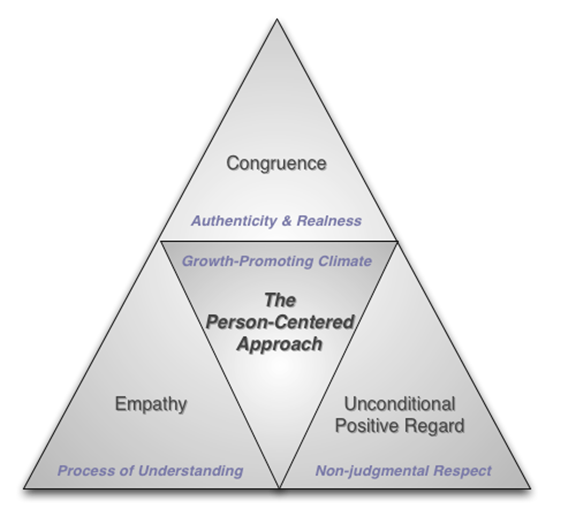 Congruence
Authenticity & Realness
Growth-Promoting Climate
The
Person-Centered
Approach
Empathy
Process of Understanding
Unconditional
Positive Regard
Non-judgmental Respect